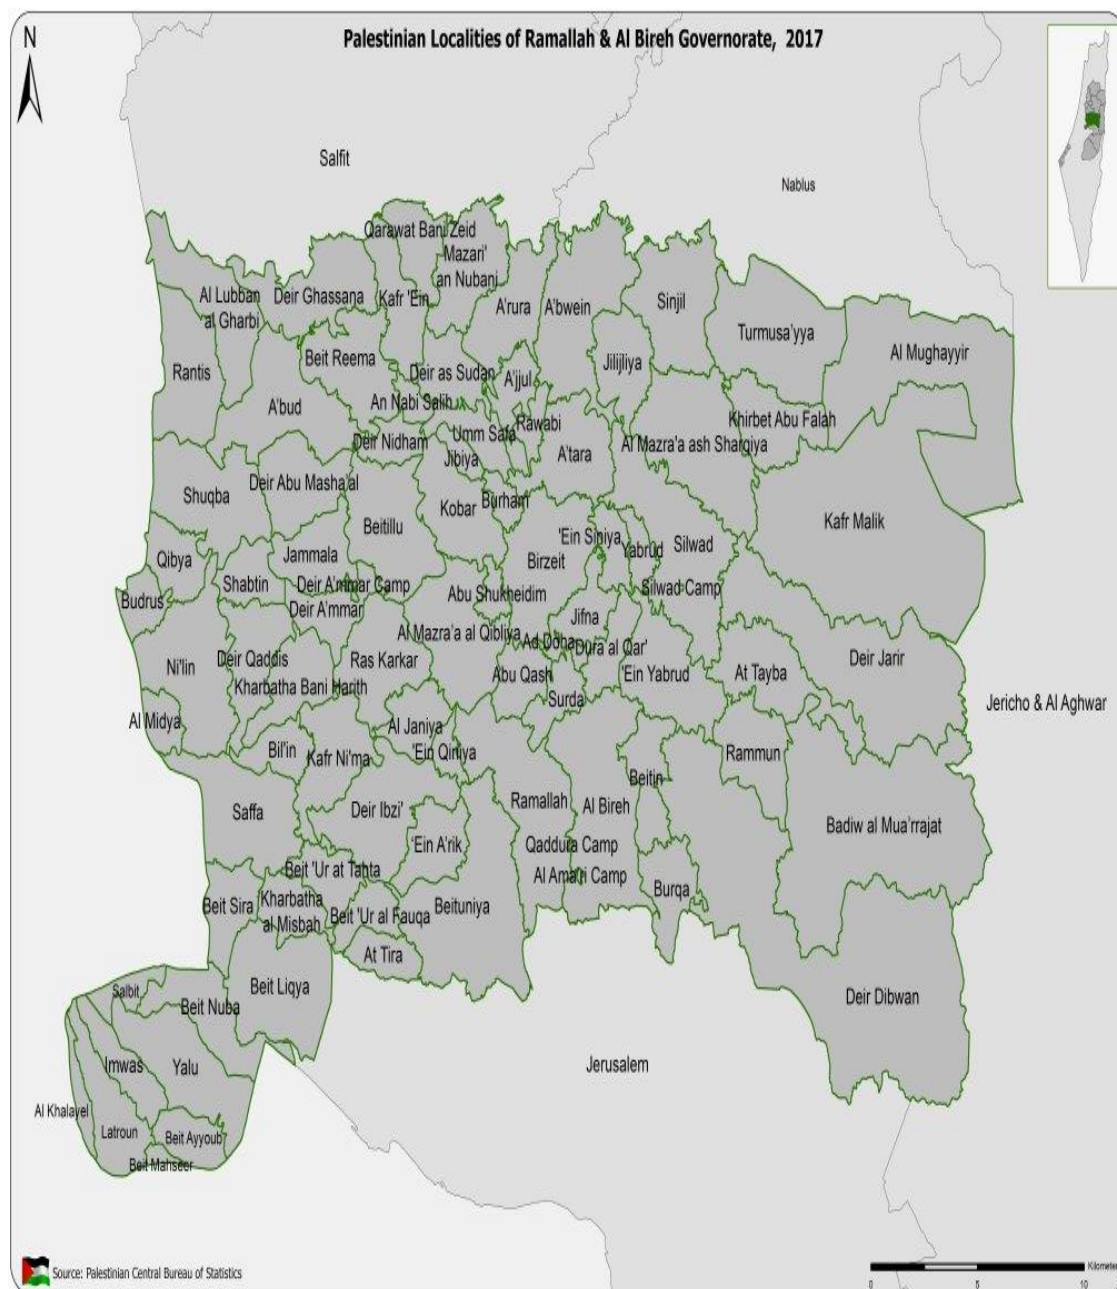 N
Palestinian Localities of Ramallah & Al Bireh Governorate, 2017
Salfit
Nablus
Qarawat Bani Zeid
Mazari'
an Nubani
Al Lubban
al Gharbi
Deir Ghassana
Kafr 'Ein
A'rura
A'bwein
Sinjil
Turmusa'yya
Al Mughayyir
Rantis
Beit Reema
Deir as Sudan
A'jjul
Jilijliya
A'bud
An Nabi Salih
Rawabi
Khirbet Abu Falah
Deir Nidham
Umm Safa
Jibiya
A'tara
Al Mazra'a ash Sharqiya
Shuqba
Deir Abu Masha'al
Beitillu
Kobar
Burham
Kafr Malik
Qibya
Shabtin
Jammala
Birzeit
'Ein Siniya
Yabrud
Silwad
Budrus
Deir A'mmar Camp
Deir A'mmar
Abu Shukheidim
Silwad Camp
Jifna
Al Mazra'a al Qibliya
Ad Doha
Dura al Qar'
Ni'lin
Deir Qaddis
Kharbatha Bani Harith
Ras Karkar
Abu Qash
Surda
'Ein Yabrud
At Tayba
Deir Jarir
Jericho & Al Aghwar
Al Midya
Bil'in
Kafr Ni'ma
Al Janiya
'Ein Qiniya
Rammun
Saffa
Deir Ibzi'
Ramallah
Al Bireh
Beitin
Badiw al Mua'rrajat
'Ein A'rik
Qaddura Camp
Al Ama'ri Camp
Beit 'Ur at Tahta
Burqa
Beit Sira
Kharbatha
al Misbah
Beit 'Ur al Fauqa
Beituniya
At Tira
Beit Liqya
Deir Dibwan
Salbit
Beit Nuba
Imwas
Yalu
Jerusalem
Al Khalayel
Latroun
Beit Ayyoub
Beit Mahseer
Source: Palestinian Central Bureau of Statistics
Kilometer
0 5 10